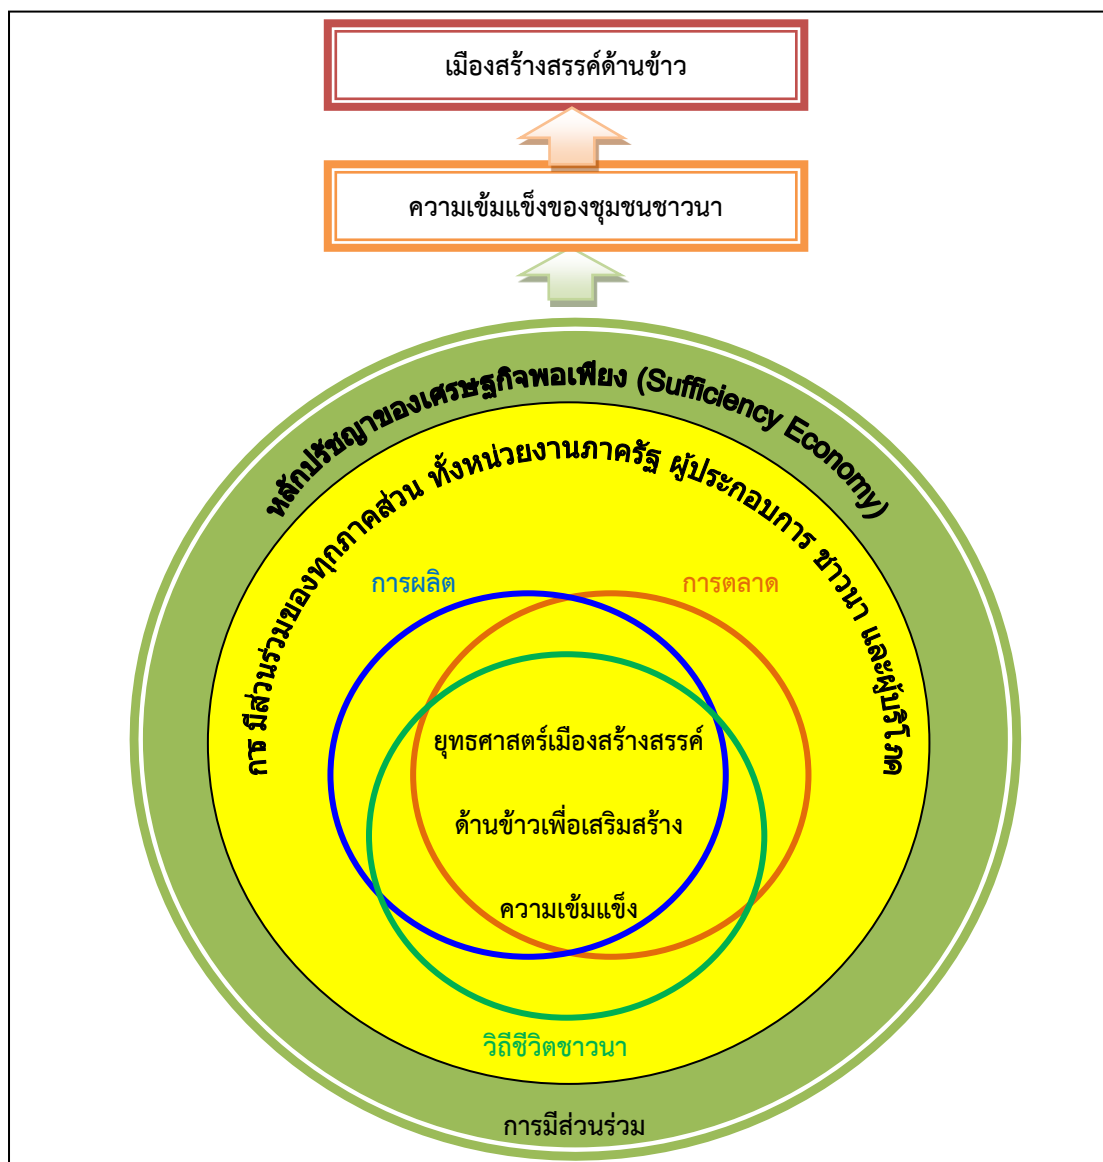 เมืองสร้างสรรค์ด้านข้าว
ความเข้มแข็งของชุมชนชาวนา
หลักปรัชญาของเศรษฐกิจพอเพียง (Sufficiency Economy)
การ มีส่วนร่วมของทุกภาคส่วน ทั้งหน่วยงานภาครัฐ ผู้ประกอบการ ชาวนา และผู้บริโภค
การผลิต
การตลาด
ยุทธศาสตร์เมืองสร้างสรรค์
ด้านข้าวเพื่อเสริมสร้าง
ความเข้มแข็ง
วิถีชีวิตชาวนา
การมีส่วนร่วม